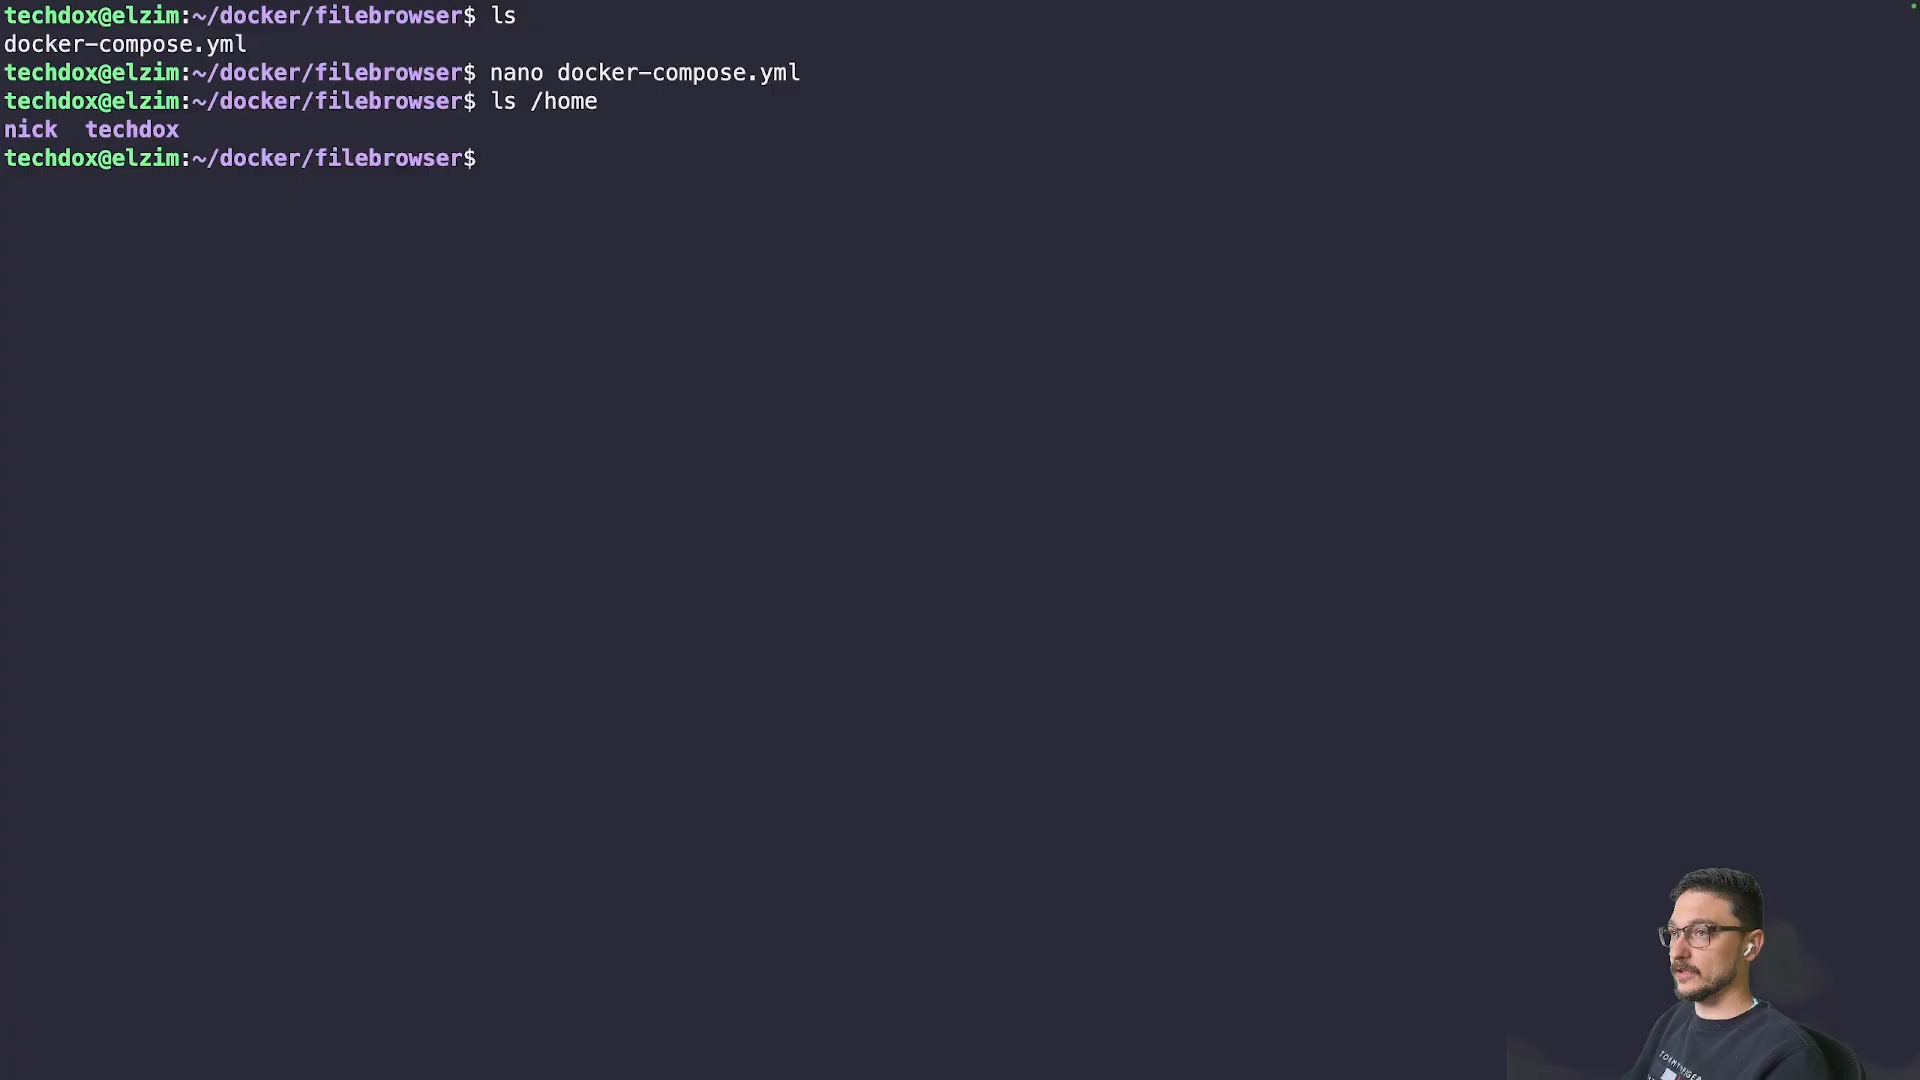 techdox@elzim:~/docker/filebrowser$ ls
docker-compose.yml
techdox@elzim:~/docker/filebrowser$ nano docker-compose.yml
techdox@elzim:~/docker/filebrowser$ ls /home
nick  techdox
techdox@elzim:~/docker/filebrowser$